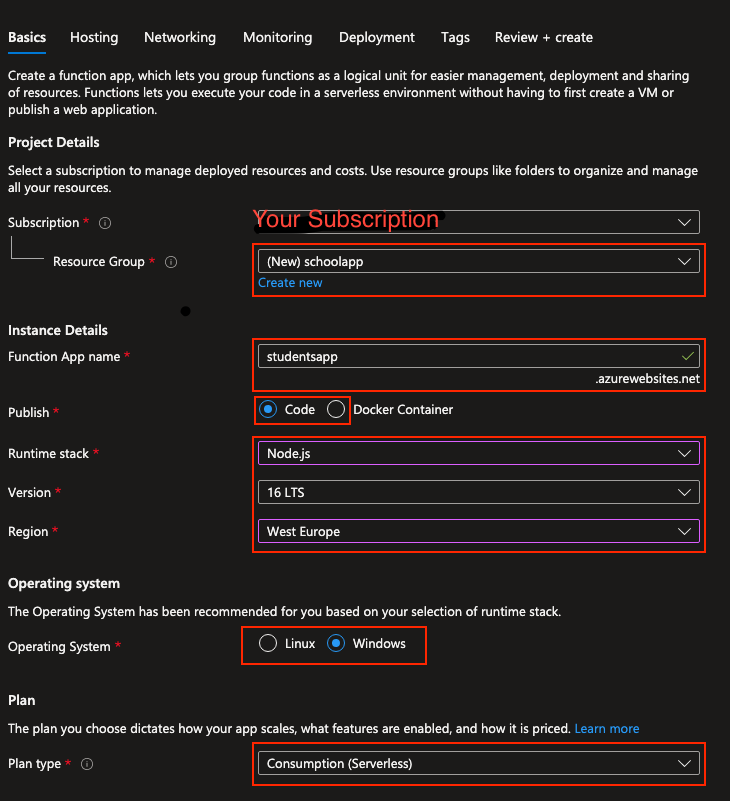 Basics Hosting Networking Monitoring Deployment Tags Review + create
Create a function app, which lets you group functions as a logical unit for easier management, deployment and sharing
of resources. Functions lets you execute your code in a serverless environment without having to first create a VM or
publish a web application.
Project Details
Select a subscription to manage deployed resources and costs. Use resource groups like folders to organize and manage
all your resources.
Subscription * Your Subscription
Resource Group * (New) schoolapp
Create new
Instance Details
Function App name * studentsapp
.azurewebsites.net
Publish * Code Docker Container
Runtime stack * Node.js
Version * 16 LTS
Region * West Europe
Operating system
The Operating System has been recommended for you based on your selection of runtime stack.
Operating System * Linux Windows
Plan
The plan you choose dictates how your app scales, what features are enabled, and how it is priced. Learn more
Plan type * Consumption (Serverless)